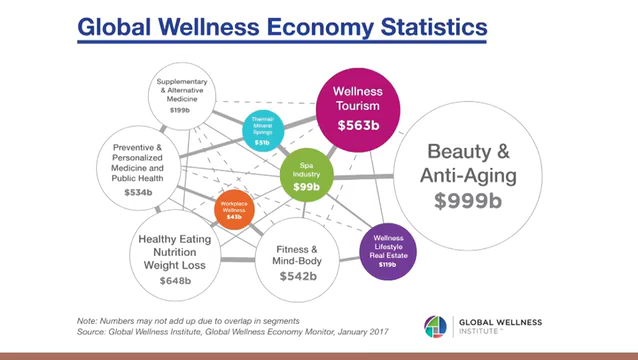 Global Wellness Economy Statistics
Supplementary
& Alternative
Medicine
$199b
Thermal/
Mineral
Springs
$51b
Wellness
Tourism
$563b
Beauty &
Anti-Aging
$999b
Preventive &
Personalized
Medicine and
Public Health
$534b
Spa
Industry
$99b
Workplace
Wellness
$43b
Healthy Eating
Nutrition
Weight Loss
$648b
Fitness &
Mind-Body
$542b
Wellness
Lifestyle
Real Estate
$119b
Note: Numbers may not add up due to overlap in segments
Source: Global Wellness Institute, Global Wellness Economy Monitor, January 2017
GLOBAL WELLNESS
INSTITUTE™